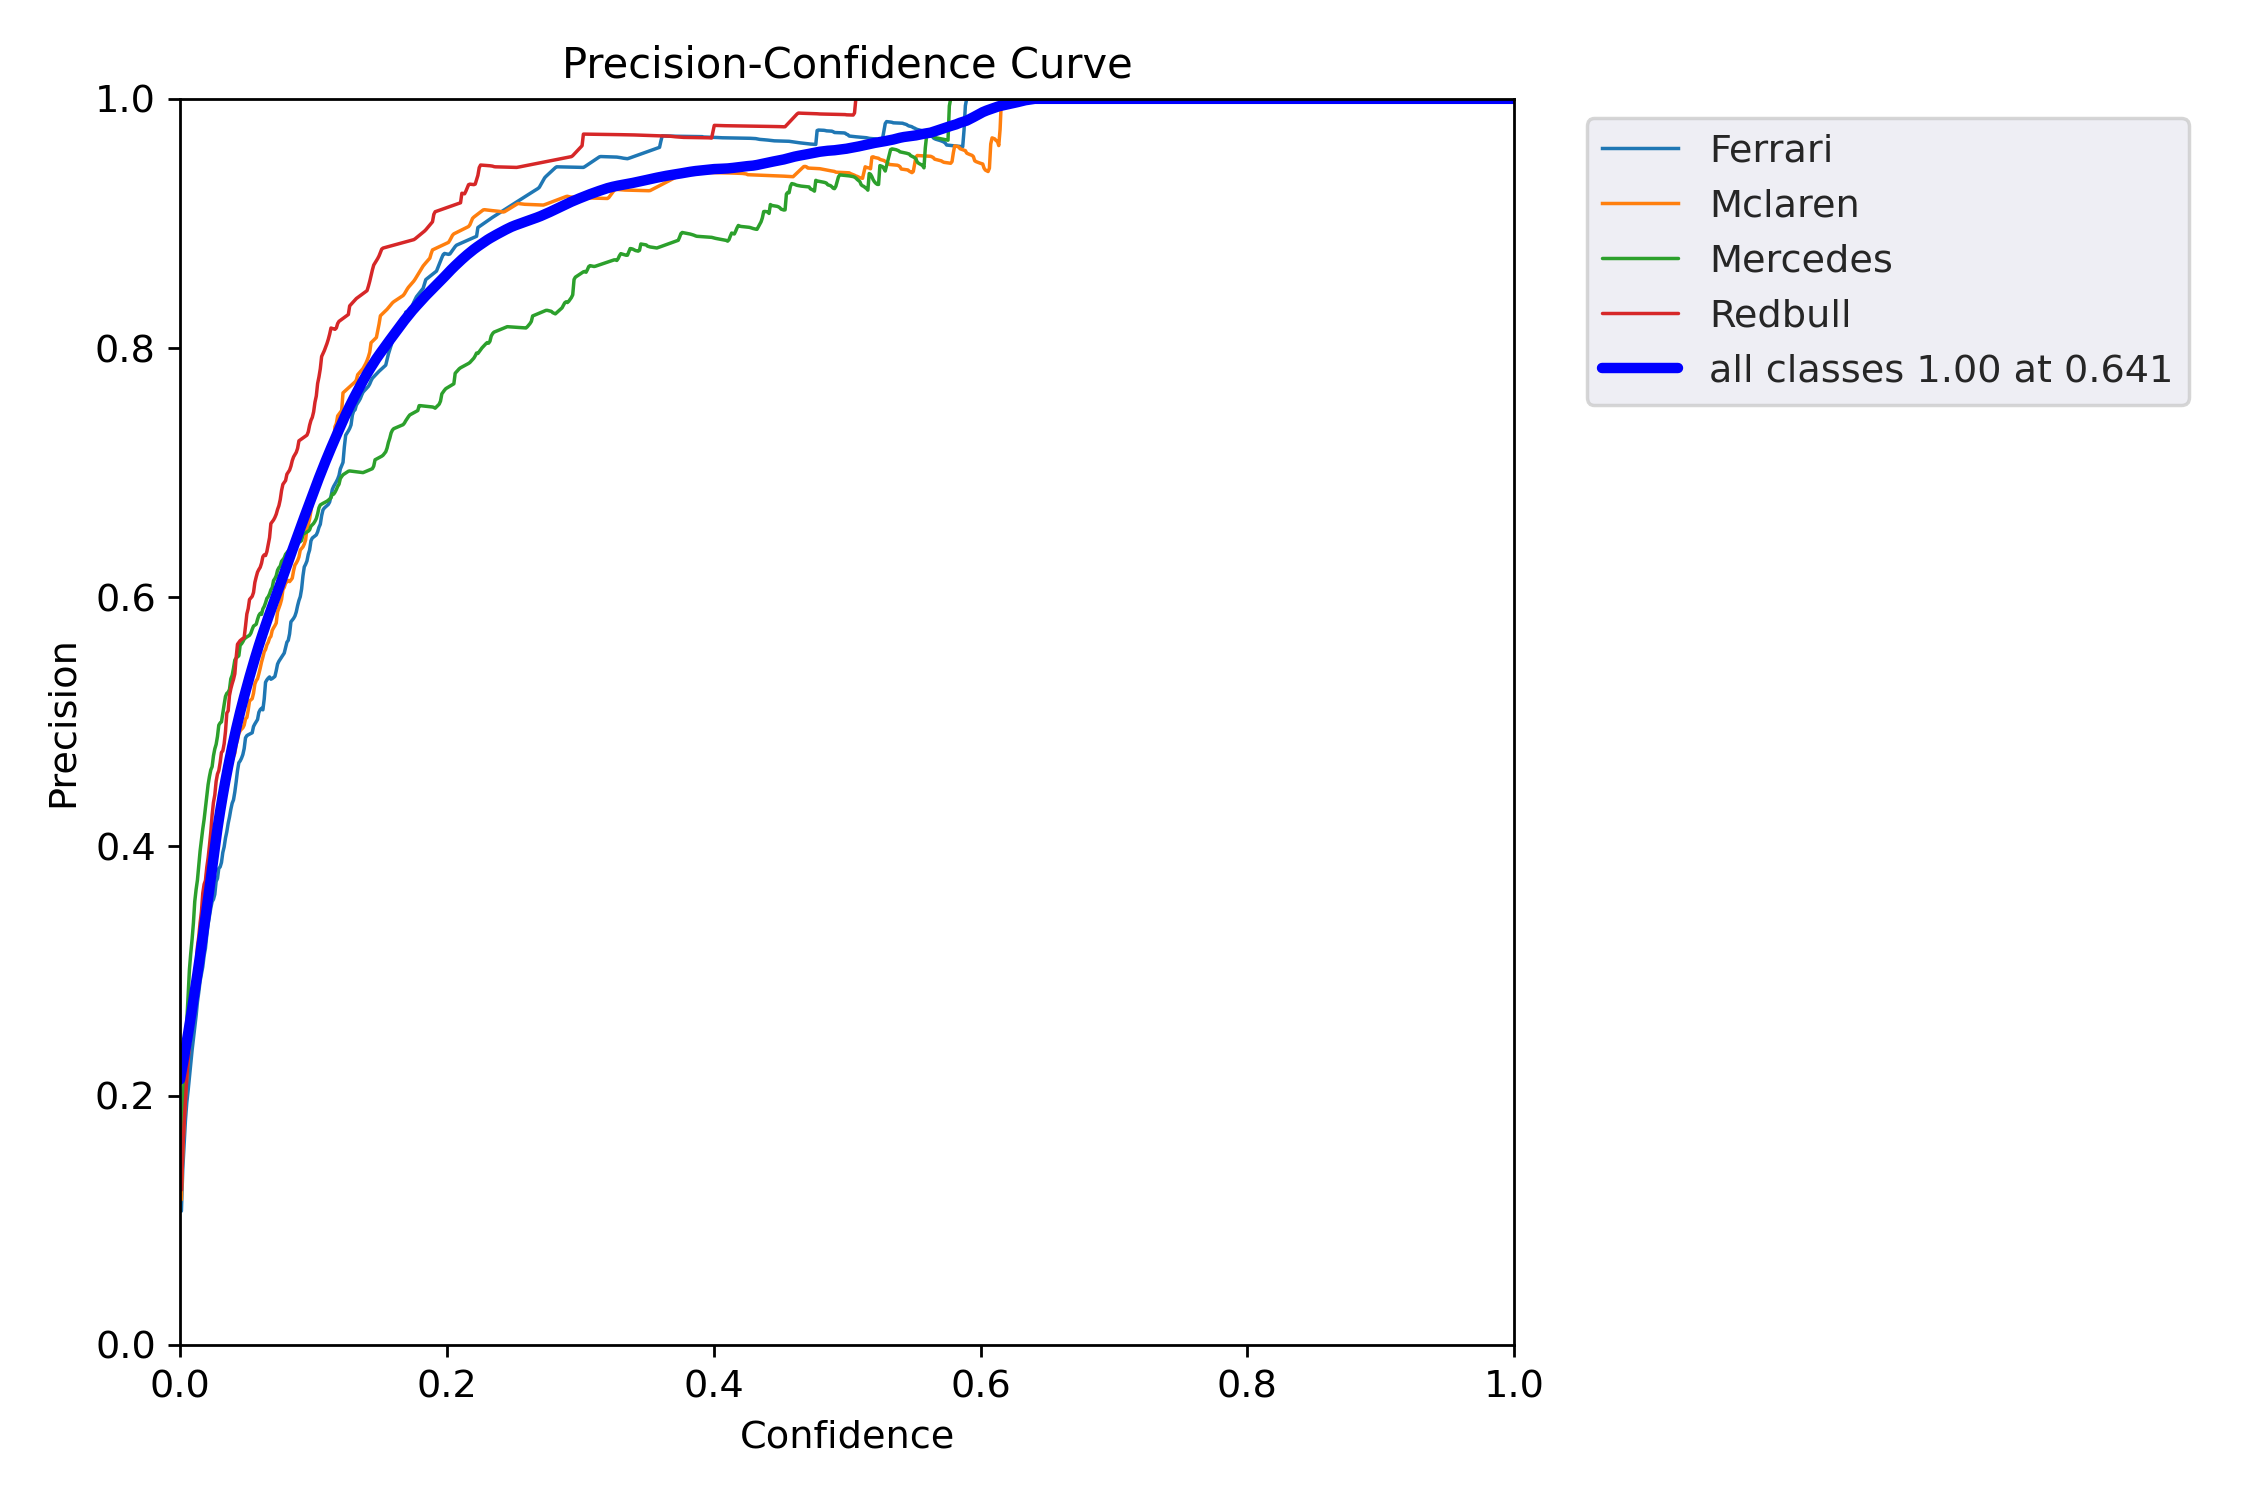 Precision-Confidence Curve
1.0
0.8
0.6
0.4
0.2
0.0
Precision
0.0 0.2 0.4 0.6 0.8 1.0
Confidence
Ferrari
Mclaren
Mercedes
Redbull
all classes 1.00 at 0.641